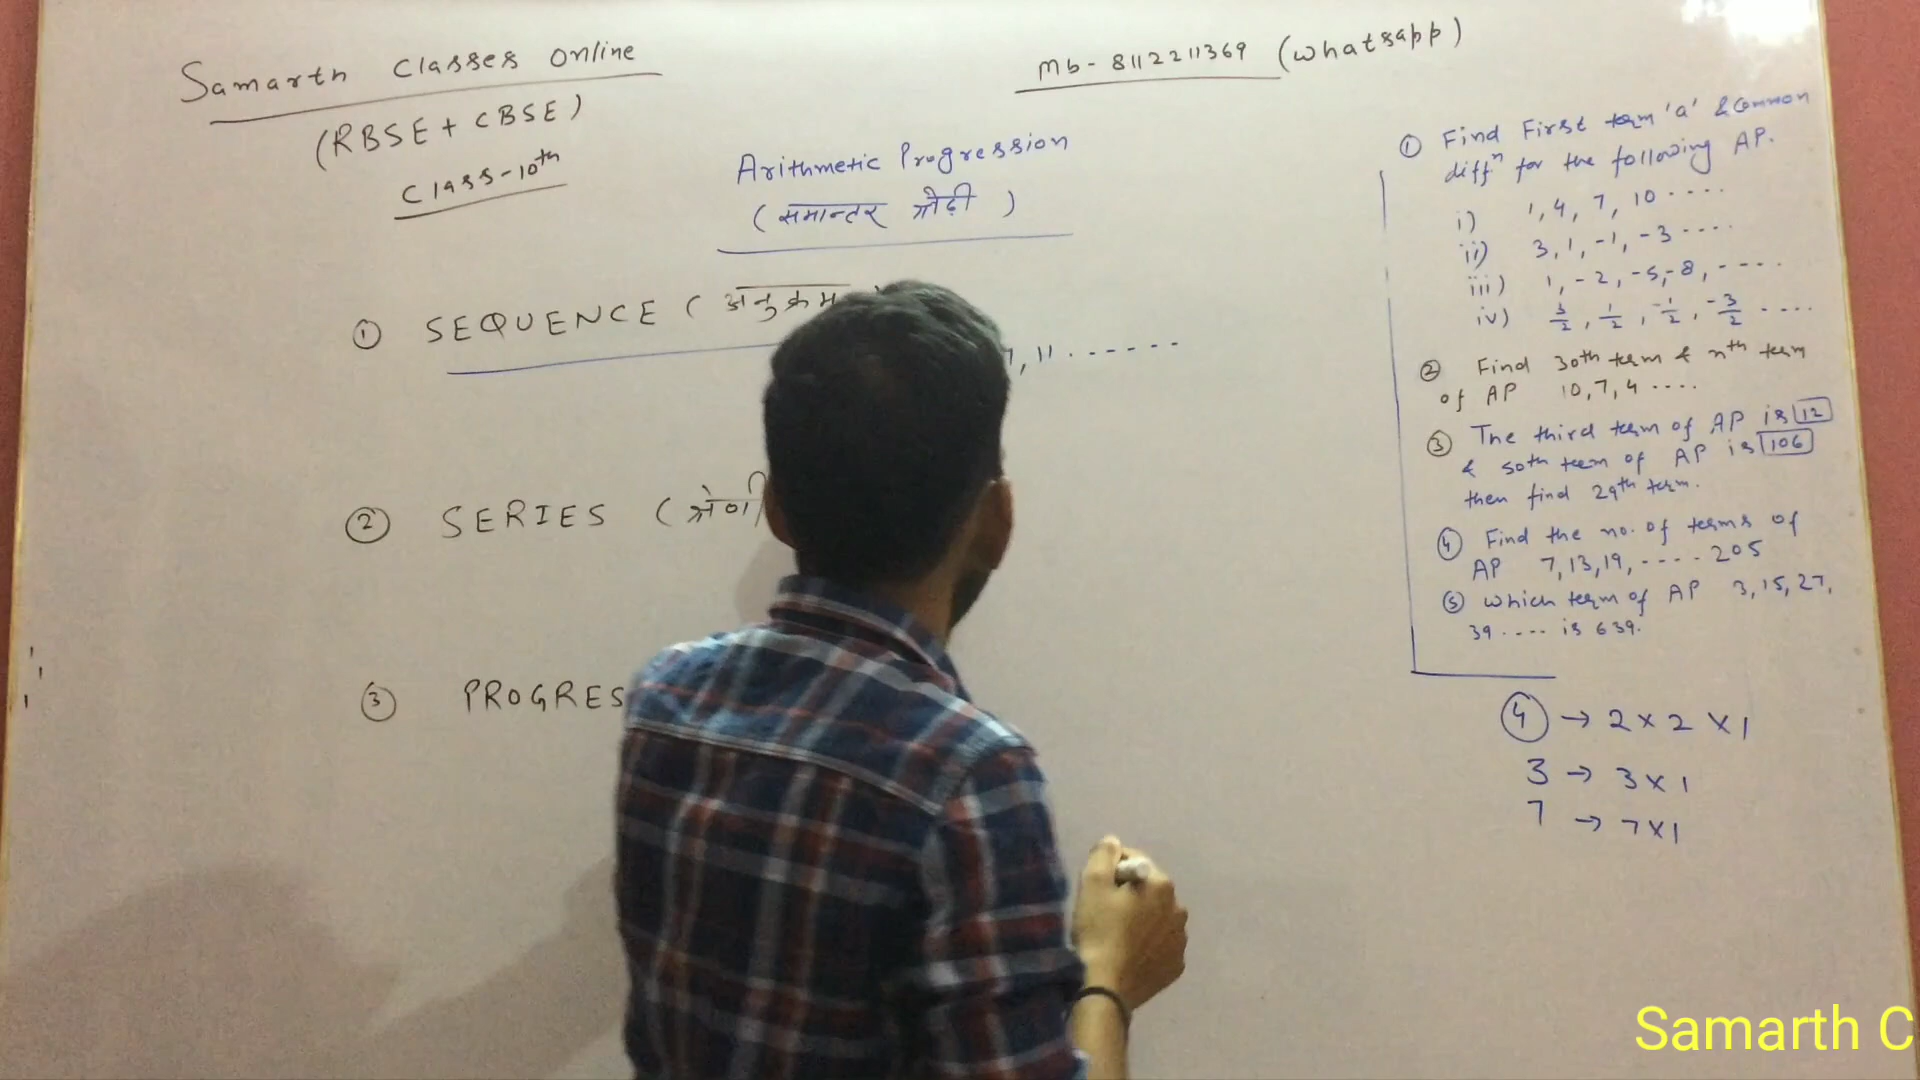 Samarth Classes Online
(RBSE + CBSE)
Class-10th
Mb- 8112211369 (Whatsapp)
Arithmetic Progression
(समान्तर श्रेढ़ी)
① SEQUENCE (अनुक्रम
7, 11 . . . . . .
② SERIES (श्रेणी
③ PROGRES
① Find First term 'a' & Common
diffⁿ for the following AP.
i) 1, 4, 7, 10 ....
ii) 3, 1, -1, -3 ....
iii) 1, -2, -5, -8, ----
iv) 3/2, 1/2, -1/2, -3/2 ....
② Find 30th term & nth term
of AP 10, 7, 4 ....
③ The third term of AP is 12
& 50th term of AP is 106
then find 29th term.
④ Find the no. of terms of
AP 7, 13, 19, ---- 205
⑤ Which term of AP 3, 15, 27,
39 .... is 639.
④ → 2 × 2 × 1
3 → 3 × 1
7 → 7 × 1
Samarth C